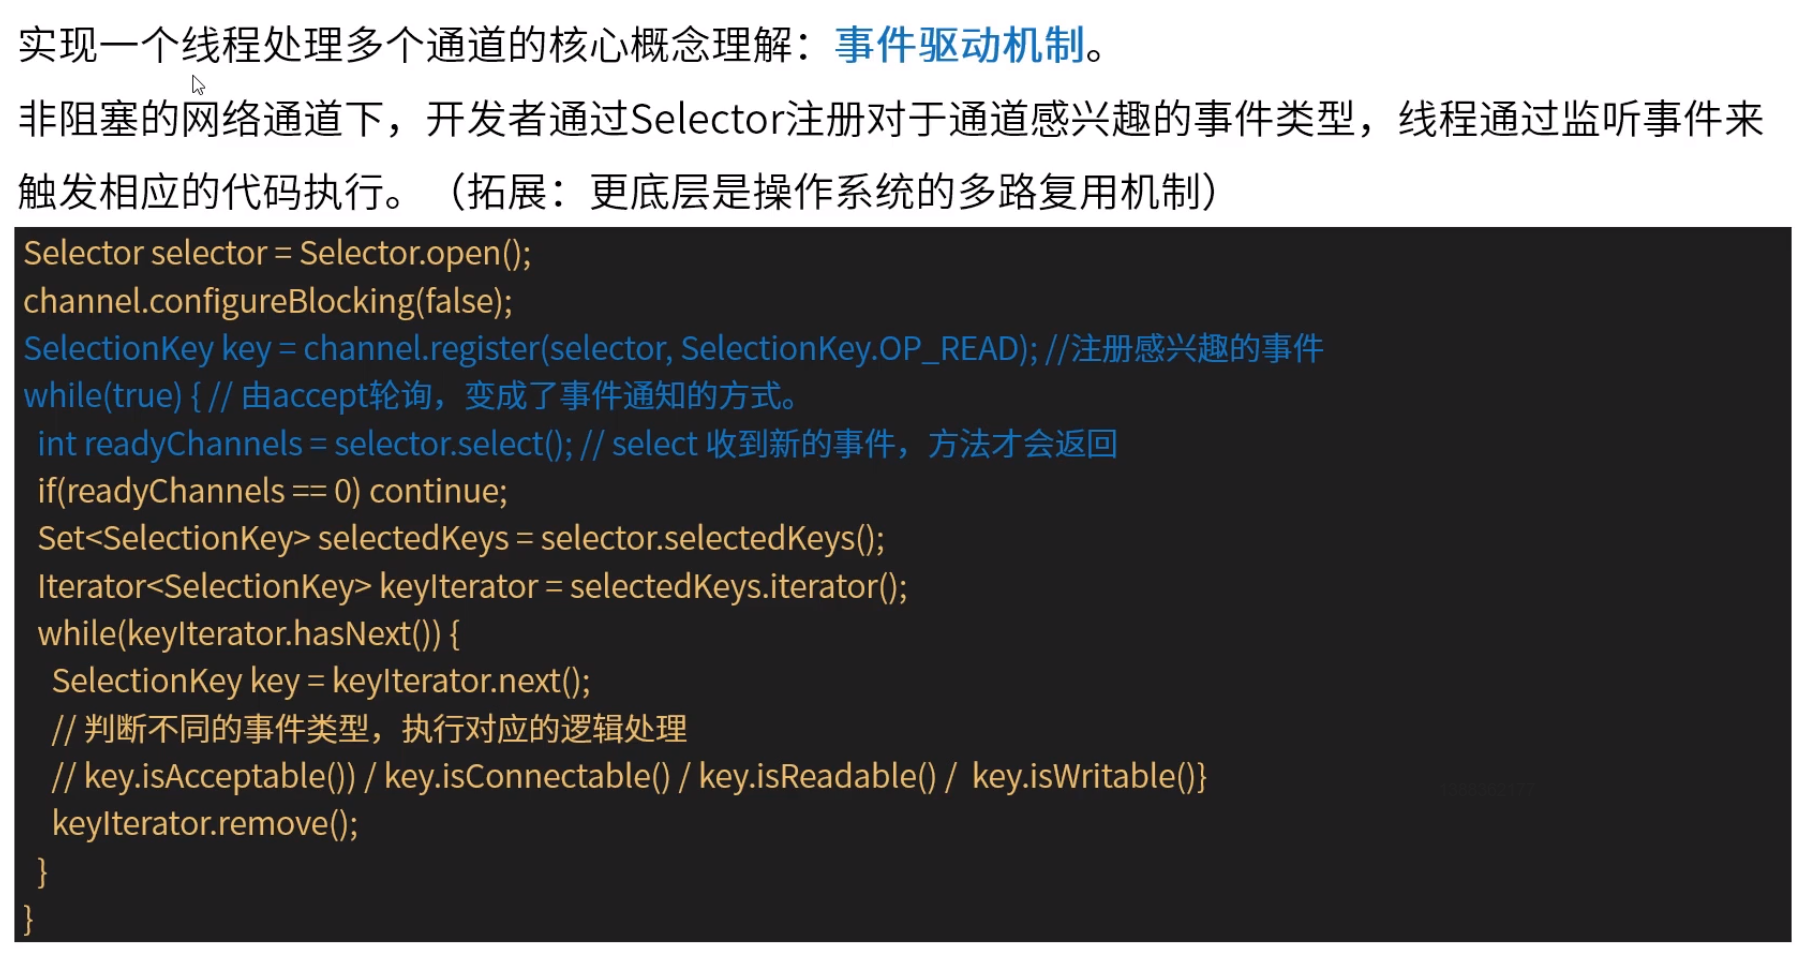 实现一个线程处理多个通道的核心概念理解：事件驱动机制。
非阻塞的网络通道下，开发者通过Selector注册对于通道感兴趣的事件类型，线程通过监听事件来
触发相应的代码执行。（拓展：更底层是操作系统的多路复用机制）
Selector selector = Selector.open();
channel.configureBlocking(false);
SelectionKey key = channel.register(selector, SelectionKey.OP_READ); //注册感兴趣的事件
while(true) { // 由accept轮询，变成了事件通知的方式。
int readyChannels = selector.select(); // select 收到新的事件，方法才会返回
if(readyChannels == 0) continue;
Set<SelectionKey> selectedKeys = selector.selectedKeys();
Iterator<SelectionKey> keyIterator = selectedKeys.iterator();
while(keyIterator.hasNext()) {
SelectionKey key = keyIterator.next();
// 判断不同的事件类型，执行对应的逻辑处理
// key.isAcceptable()) / key.isConnectable() / key.isReadable() / key.isWritable()}
keyIterator.remove();
}
}